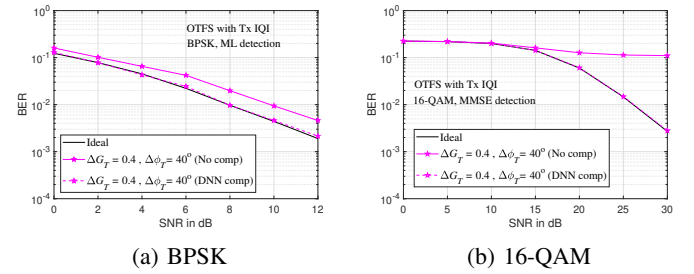 10⁰
10⁻¹
10⁻²
10⁻³
10⁻⁴
BER
OTFS with Tx IQI
BPSK, ML detection
Ideal
ΔG_T = 0.4 , Δϕ_T = 40° (No comp)
ΔG_T = 0.4 , Δϕ_T = 40° (DNN comp)
0 2 4 6 8 10 12
SNR in dB
(a) BPSK
10⁰
10⁻¹
10⁻²
10⁻³
10⁻⁴
BER
OTFS with Tx IQI
16-QAM, MMSE detection
Ideal
ΔG_T = 0.4 , Δϕ_T = 40° (No comp)
ΔG_T = 0.4 , Δϕ_T = 40° (DNN comp)
0 5 10 15 20 25 30
SNR in dB
(b) 16-QAM